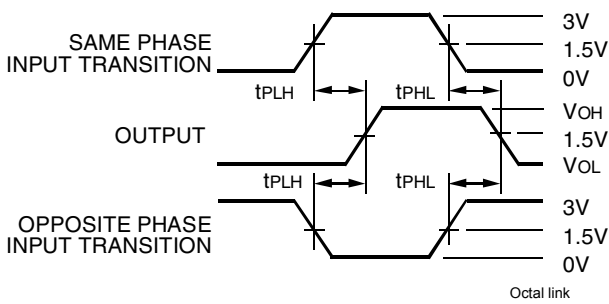 3V
SAME PHASE
INPUT TRANSITION
1.5V
0V
tPLH
tPHL
VOH
OUTPUT
1.5V
VOL
tPLH
tPHL
3V
OPPOSITE PHASE
INPUT TRANSITION
1.5V
0V
Octal link